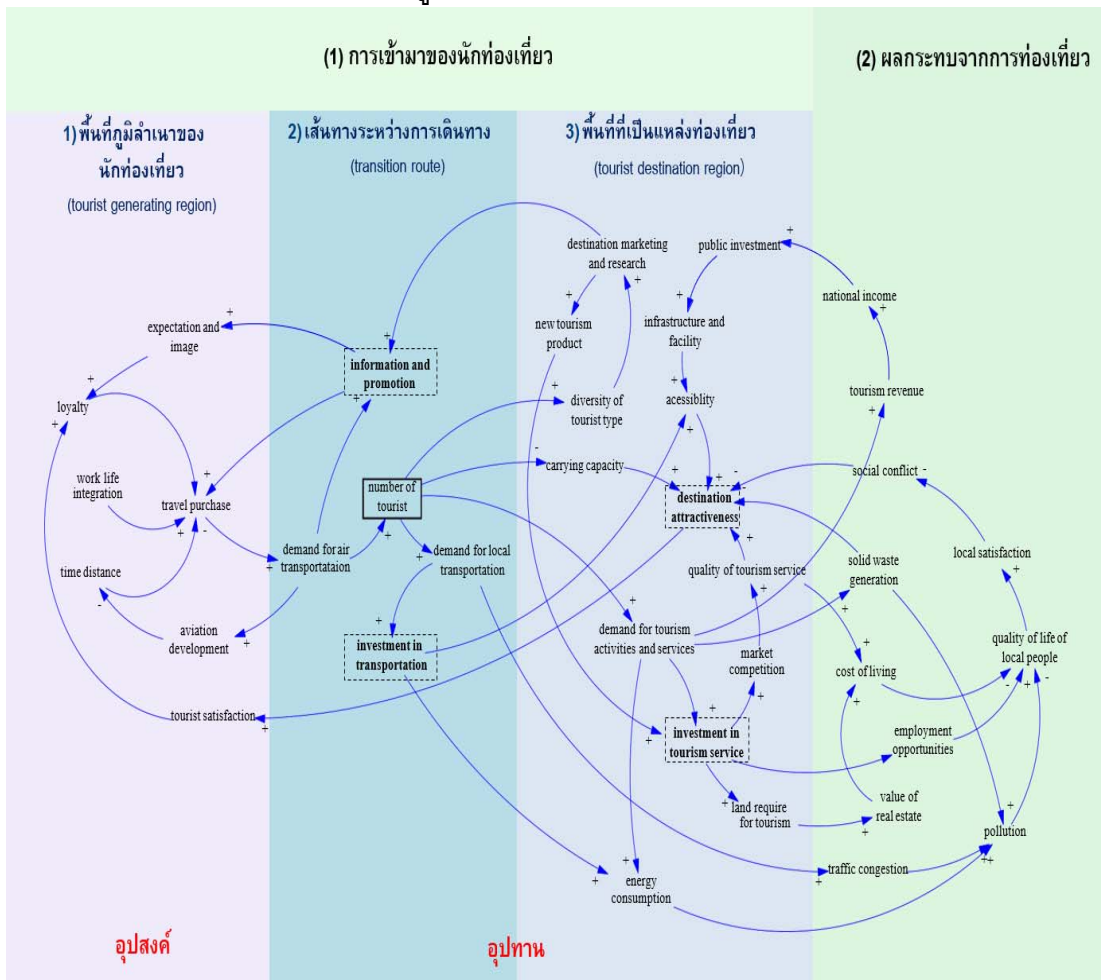 (1) การเข้ามาของนักท่องเที่ยว
(2) ผลกระทบจากการท่องเที่ยว
1) พื้นที่ภูมิลำเนาของ
นักท่องเที่ยว
(tourist generating region)
2) เส้นทางระหว่างการเดินทาง
(transition route)
3) พื้นที่ที่เป็นแหล่งท่องเที่ยว
(tourist destination region)
expectation and
image
loyalty
work life
integration
travel purchase
time distance
aviation
development
tourist satisfaction
information and
promotion
number of
tourist
demand for air
transportataion
demand for local
transportation
investment in
transportation
destination marketing
and research
public investment
new tourism
product
infrastructure and
facility
diversity of
tourist type
acessiblity
carrying capacity
destination
attractiveness
quality of tourism service
demand for tourism
activities and services
market
competition
investment in
tourism service
land require
for tourism
energy
consumption
national income
tourism revenue
social conflict
solid waste
generation
local satisfaction
quality of life of
local people
cost of living
employment
opportunities
value of
real estate
pollution
traffic congestion
อุปสงค์
อุปทาน